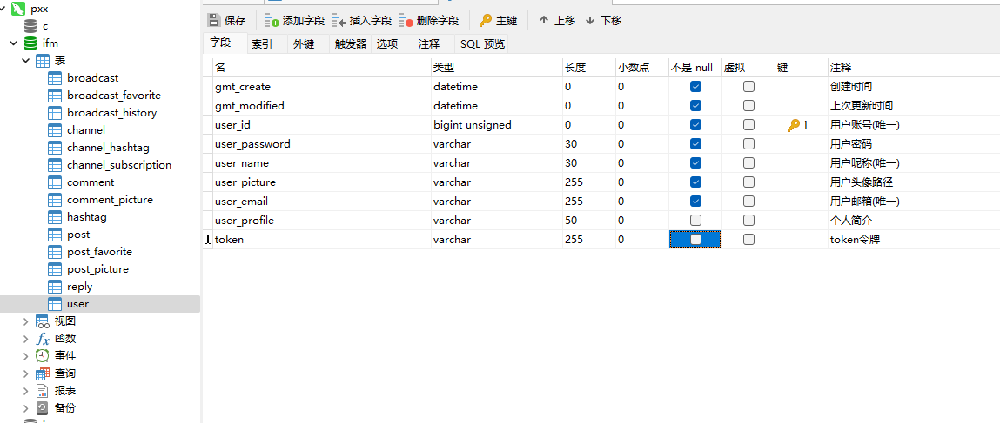 pxx
c
ifm
表
broadcast
broadcast_favorite
broadcast_history
channel
channel_hashtag
channel_subscription
comment
comment_picture
hashtag
post
post_favorite
post_picture
reply
user
视图
fx 函数
事件
查询
报表
备份
保存 添加字段 插入字段 删除字段 主键 上移 下移
字段 索引 外键 触发器 选项 注释 SQL 预览
名 类型 长度 小数点 不是 null 虚拟 键 注释
gmt_create datetime 0 0 创建时间
gmt_modified datetime 0 0 上次更新时间
user_id bigint unsigned 0 0 1 用户账号(唯一)
user_password varchar 30 0 用户密码
user_name varchar 30 0 用户昵称(唯一)
user_picture varchar 255 0 用户头像路径
user_email varchar 255 0 用户邮箱(唯一)
user_profile varchar 50 0 个人简介
token varchar 255 0 token令牌